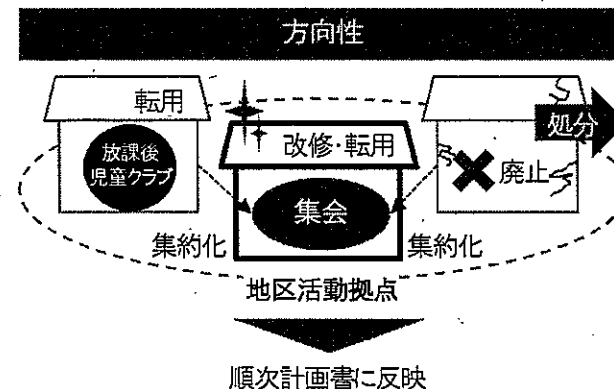 方向性
転用
放課後
児童クラブ
改修・転用
集会
処分
廃止
集約化
集約化
地区活動拠点
順次計画書に反映